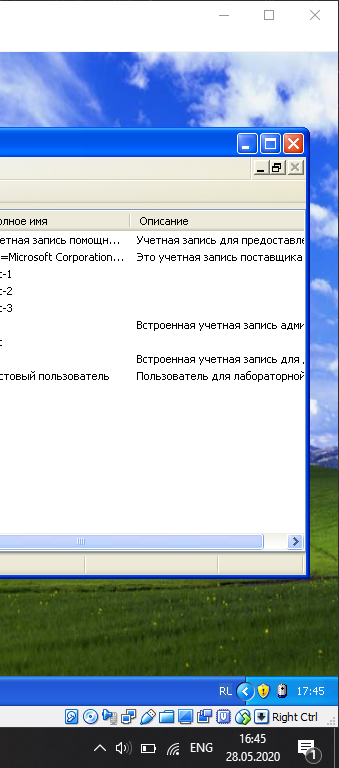 олное имя Описание
етная запись помощн... Учетная запись для предоставле
=Microsoft Corporation... Это учетная запись поставщика
-1
-2
-3
Встроенная учетная запись адми
Встроенная учетная запись для
стовый пользователь Пользователь для лабораторной
RL 17:45
Right Ctrl
ENG 16:45
28.05.2020
1